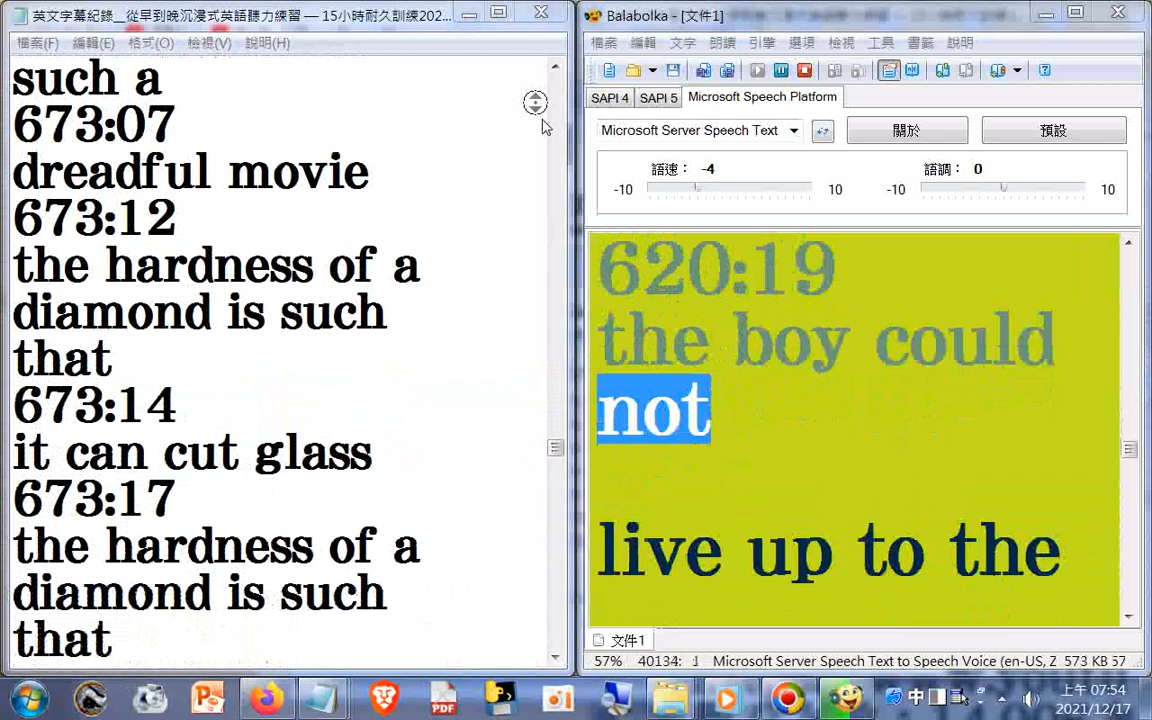 英文字幕紀錄__從早到晚沉浸式英語聽力練習 — 15小時耐久訓練202...
檔案(F) 編輯(E) 格式(O) 檢視(V) 說明(H)
such a
673:07
dreadful movie
673:12
the hardness of a
diamond is such
that
673:14
it can cut glass
673:17
the hardness of a
diamond is such
that
Balabolka - [文件1]
檔案 編輯 文字 朗讀 引擎 選項 檢視 工具 書籤 說明
SAPI 4 SAPI 5 Microsoft Speech Platform
Microsoft Server Speech Text 關於 預設
語速： -4 語調： 0
-10 10 -10 10
620:19
the boy could
not
live up to the
文件1
57% 40134: 1 Microsoft Server Speech Text to Speech Voice (en-US, Z 573 KB 57
PDF 中 上午 07:54
2021/12/17